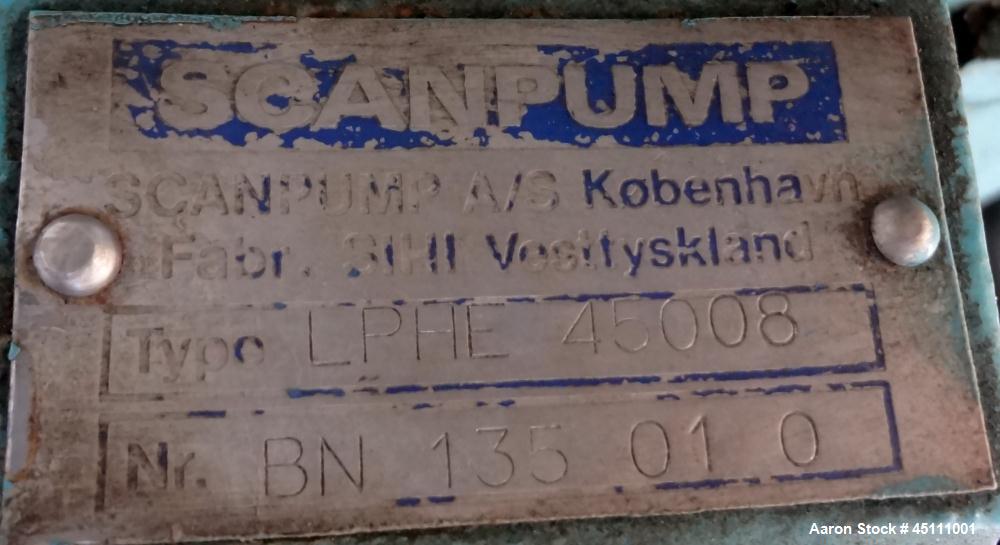 SCANPUMP
SCANPUMP A/S København
Fabr. SIHI Vesttyskland
Type LPHE 45008
Nr. BN 135 01 0
Aaron Stock # 45111001